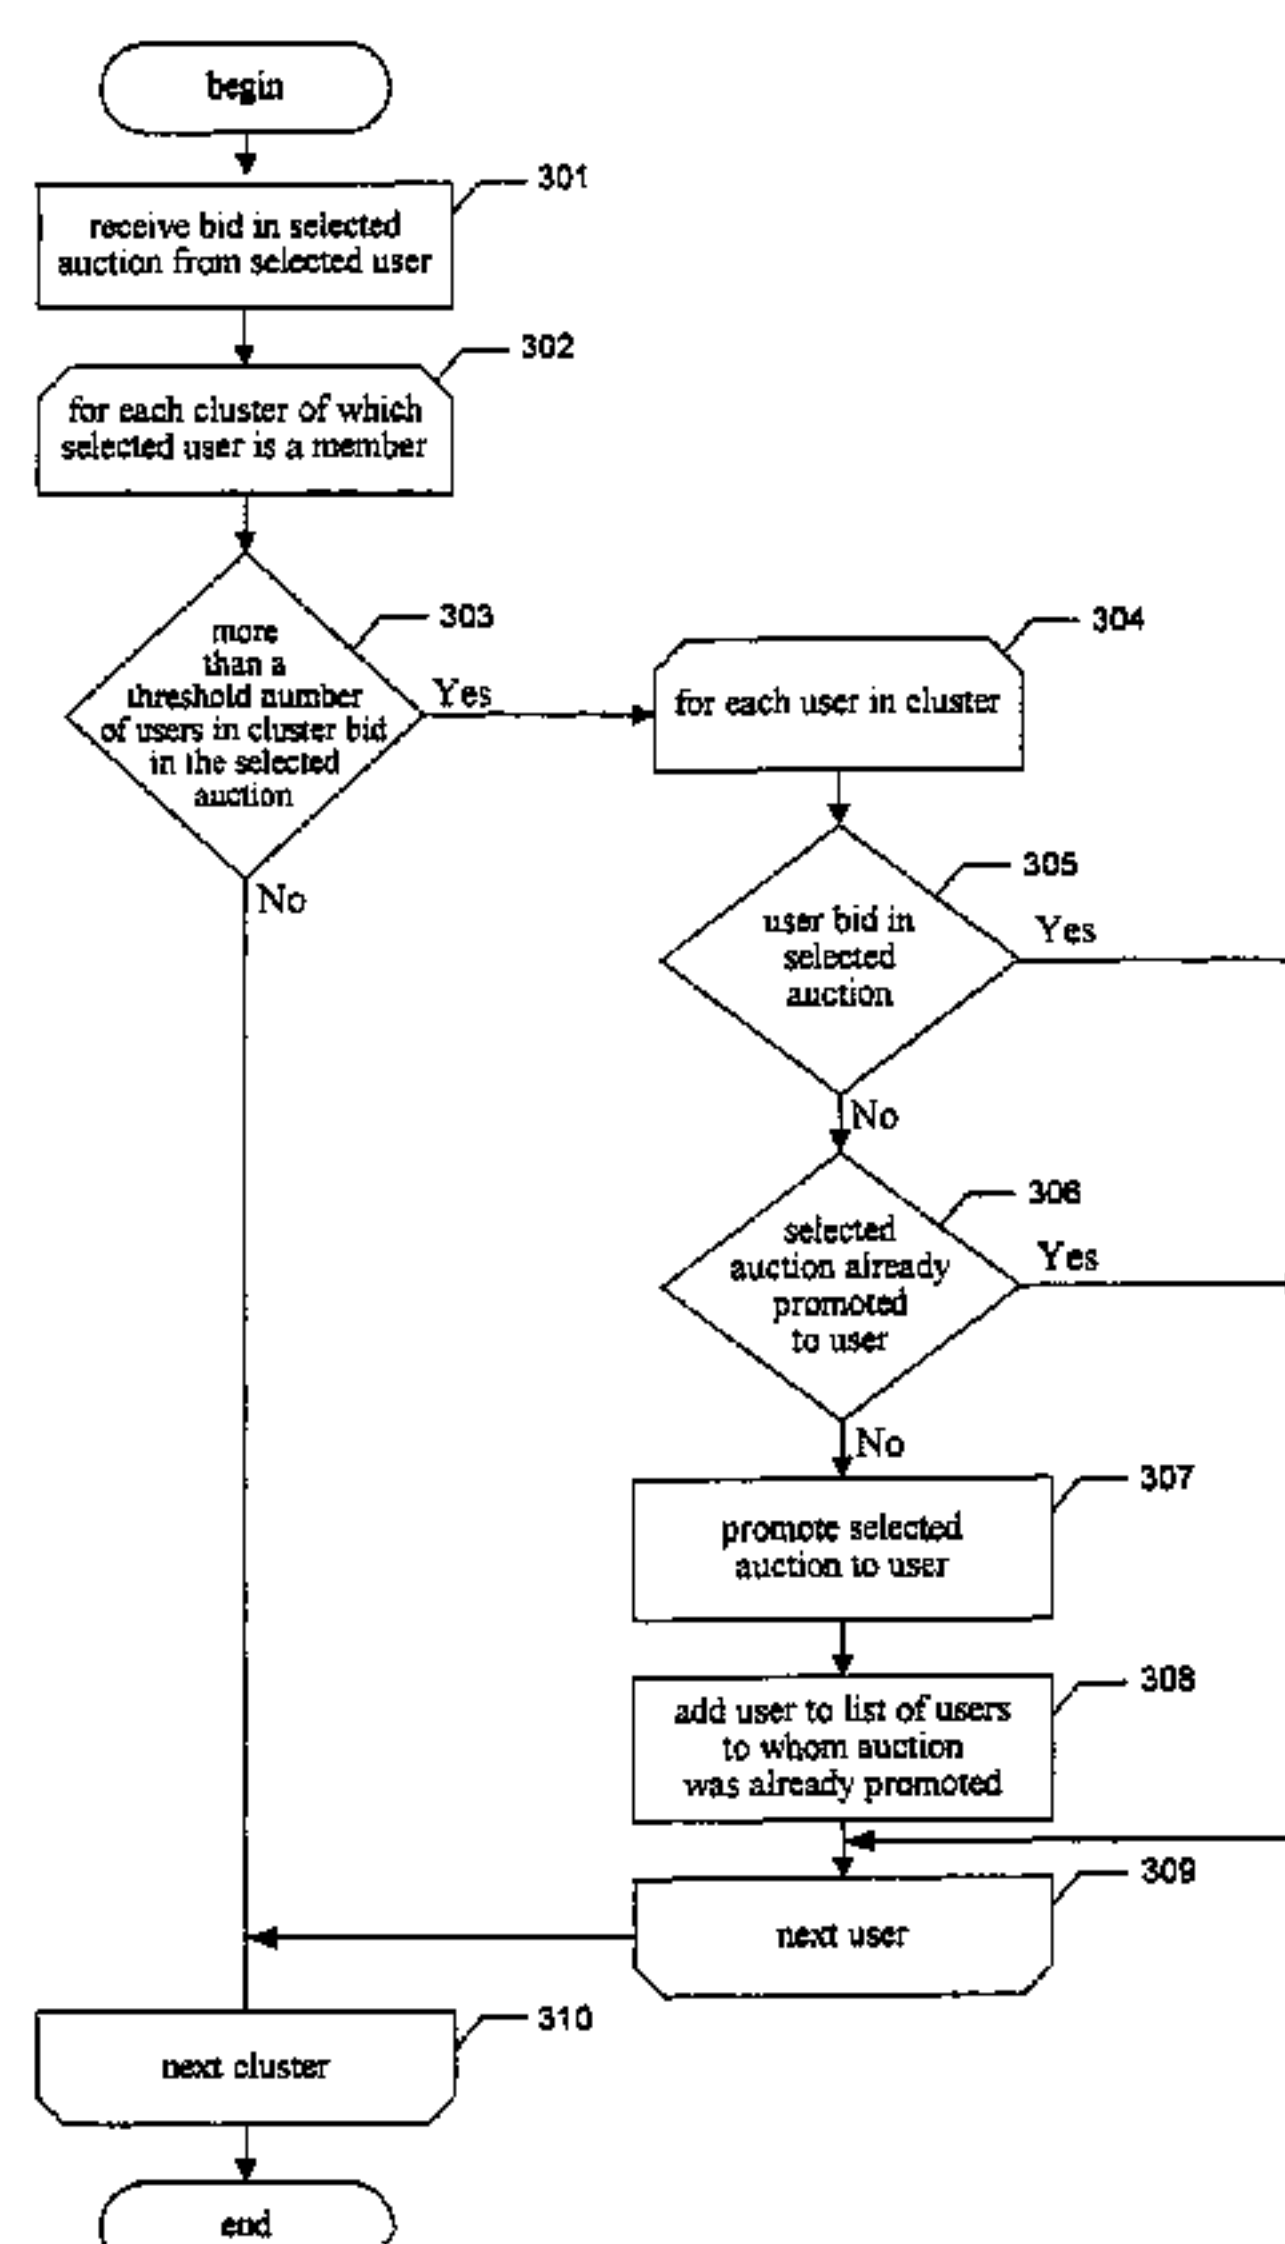 begin
301
receive bid in selected
auction from selected user
302
for each cluster of which
selected user is a member
303
more
than a
threshold number
of users in cluster bid
in the selected
auction
Yes
No
304
for each user in cluster
305
user bid in
selected
auction
Yes
No
306
selected
auction already
promoted
to user
Yes
No
307
promote selected
auction to user
308
add user to list of users
to whom auction
was already promoted
309
next user
310
next cluster
end